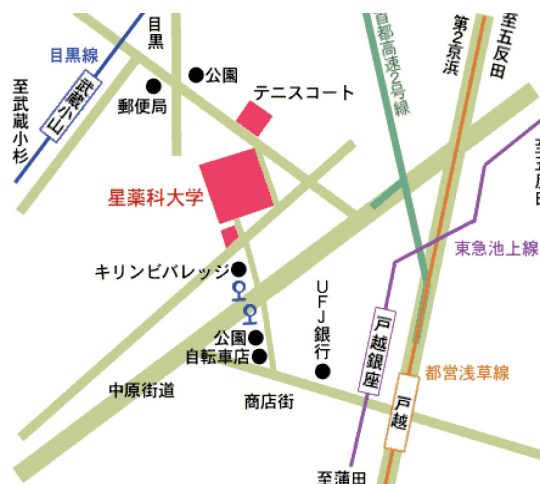 目黒
首都高速2号線
第2京浜
至五反田
目黒線
公園
至武蔵小杉
武蔵小山
郵便局
テニスコート
至五反田
星薬科大学
東急池上線
キリンビバレッジ
UFJ銀行
公園
戸越銀座
自転車店
都営浅草線
中原街道
商店街
戸越
至蒲田